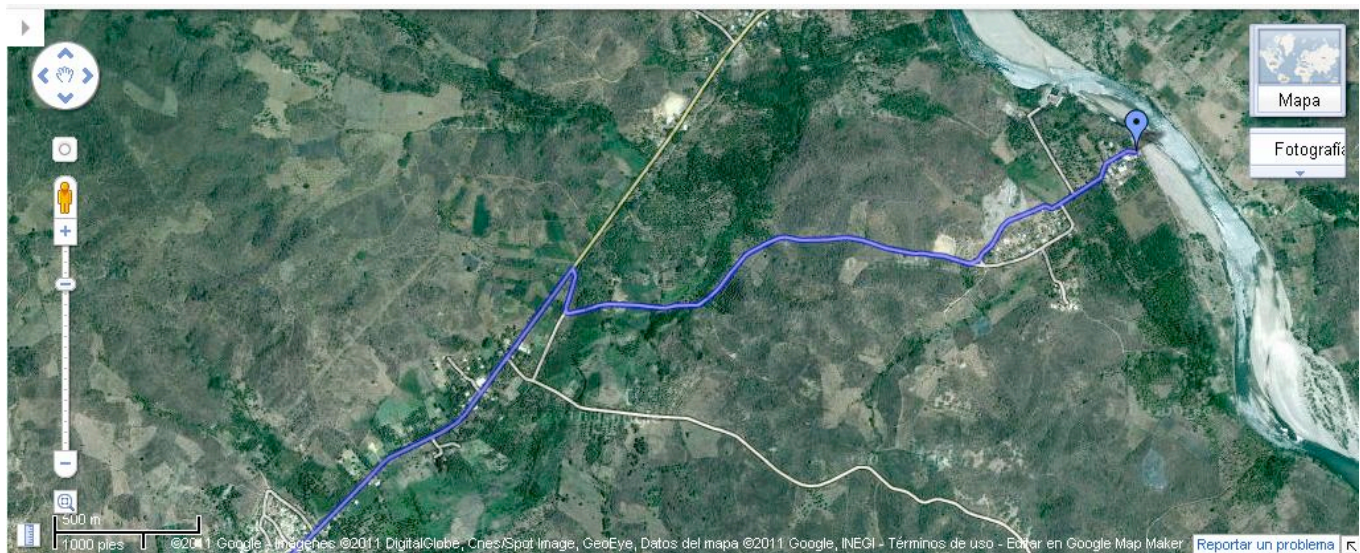 Mapa
Fotografía
500 m
1000 pies
©2011 Google - Imágenes ©2011 DigitalGlobe, Cnes/Spot Image, GeoEye, Datos del mapa ©2011 Google, INEGI - Términos de uso - Editar en Google Map Maker
Reportar un problema